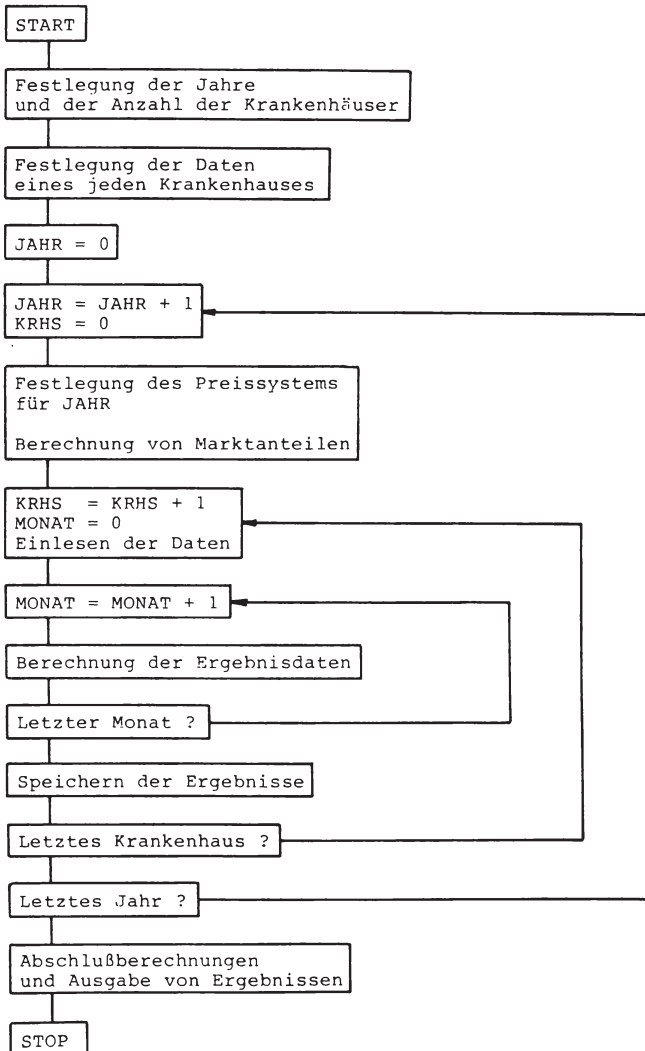 START
Festlegung der Jahre
und der Anzahl der Krankenhäuser
Festlegung der Daten
eines jeden Krankenhauses
JAHR = 0
JAHR = JAHR + 1
KRHS = 0
Festlegung des Preissystems
für JAHR
Berechnung von Marktanteilen
KRHS = KRHS + 1
MONAT = 0
Einlesen der Daten
MONAT = MONAT + 1
Berechnung der Ergebnisdaten
Letzter Monat ?
Speichern der Ergebnisse
Letztes Krankenhaus ?
Letztes Jahr ?
Abschlußberechnungen
und Ausgabe von Ergebnissen
STOP